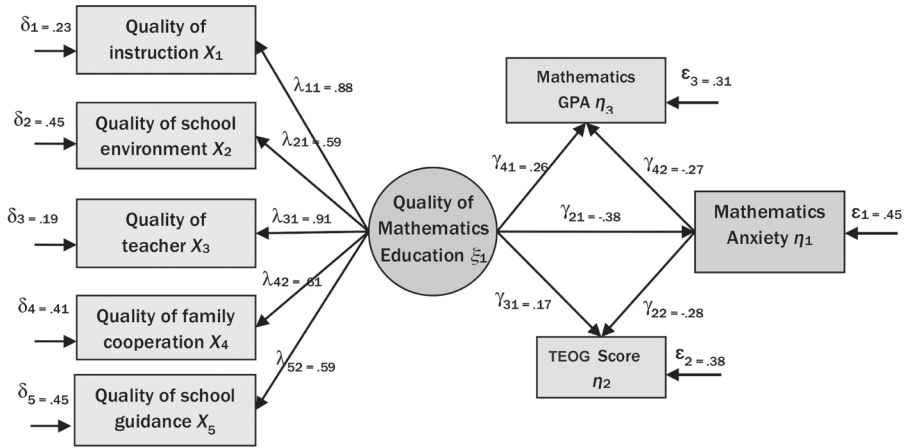 δ1 = .23
Quality of
instruction X1
λ11 = .88
δ2 = .45
Quality of school
environment X2
λ21 = .59
δ3 = .19
Quality of
teacher X3
λ31 = .91
δ4 = .41
Quality of family
cooperation X4
λ42 = .61
δ5 = .45
Quality of school
guidance X5
λ52 = .59
Quality of
Mathematics
Education ξ1
Mathematics
GPA η3
ε3 = .31
γ41 = .26
γ42 = -.27
γ21 = -.38
Mathematics
Anxiety η1
ε1 = .45
γ31 = .17
γ22 = -.28
TEOG Score
η2
ε2 = .38